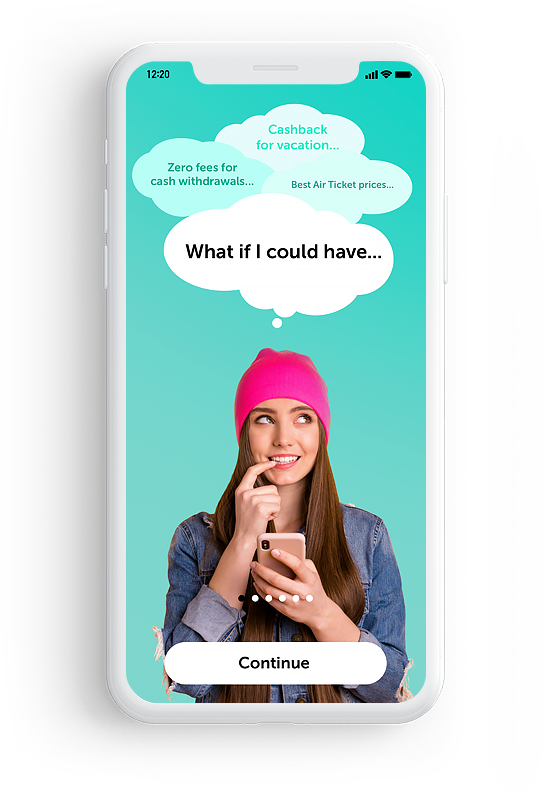 12:20
Cashback
for vacation...
Zero fees for
cash withdrawals...
Best Air Ticket prices...
What if I could have...
Continue